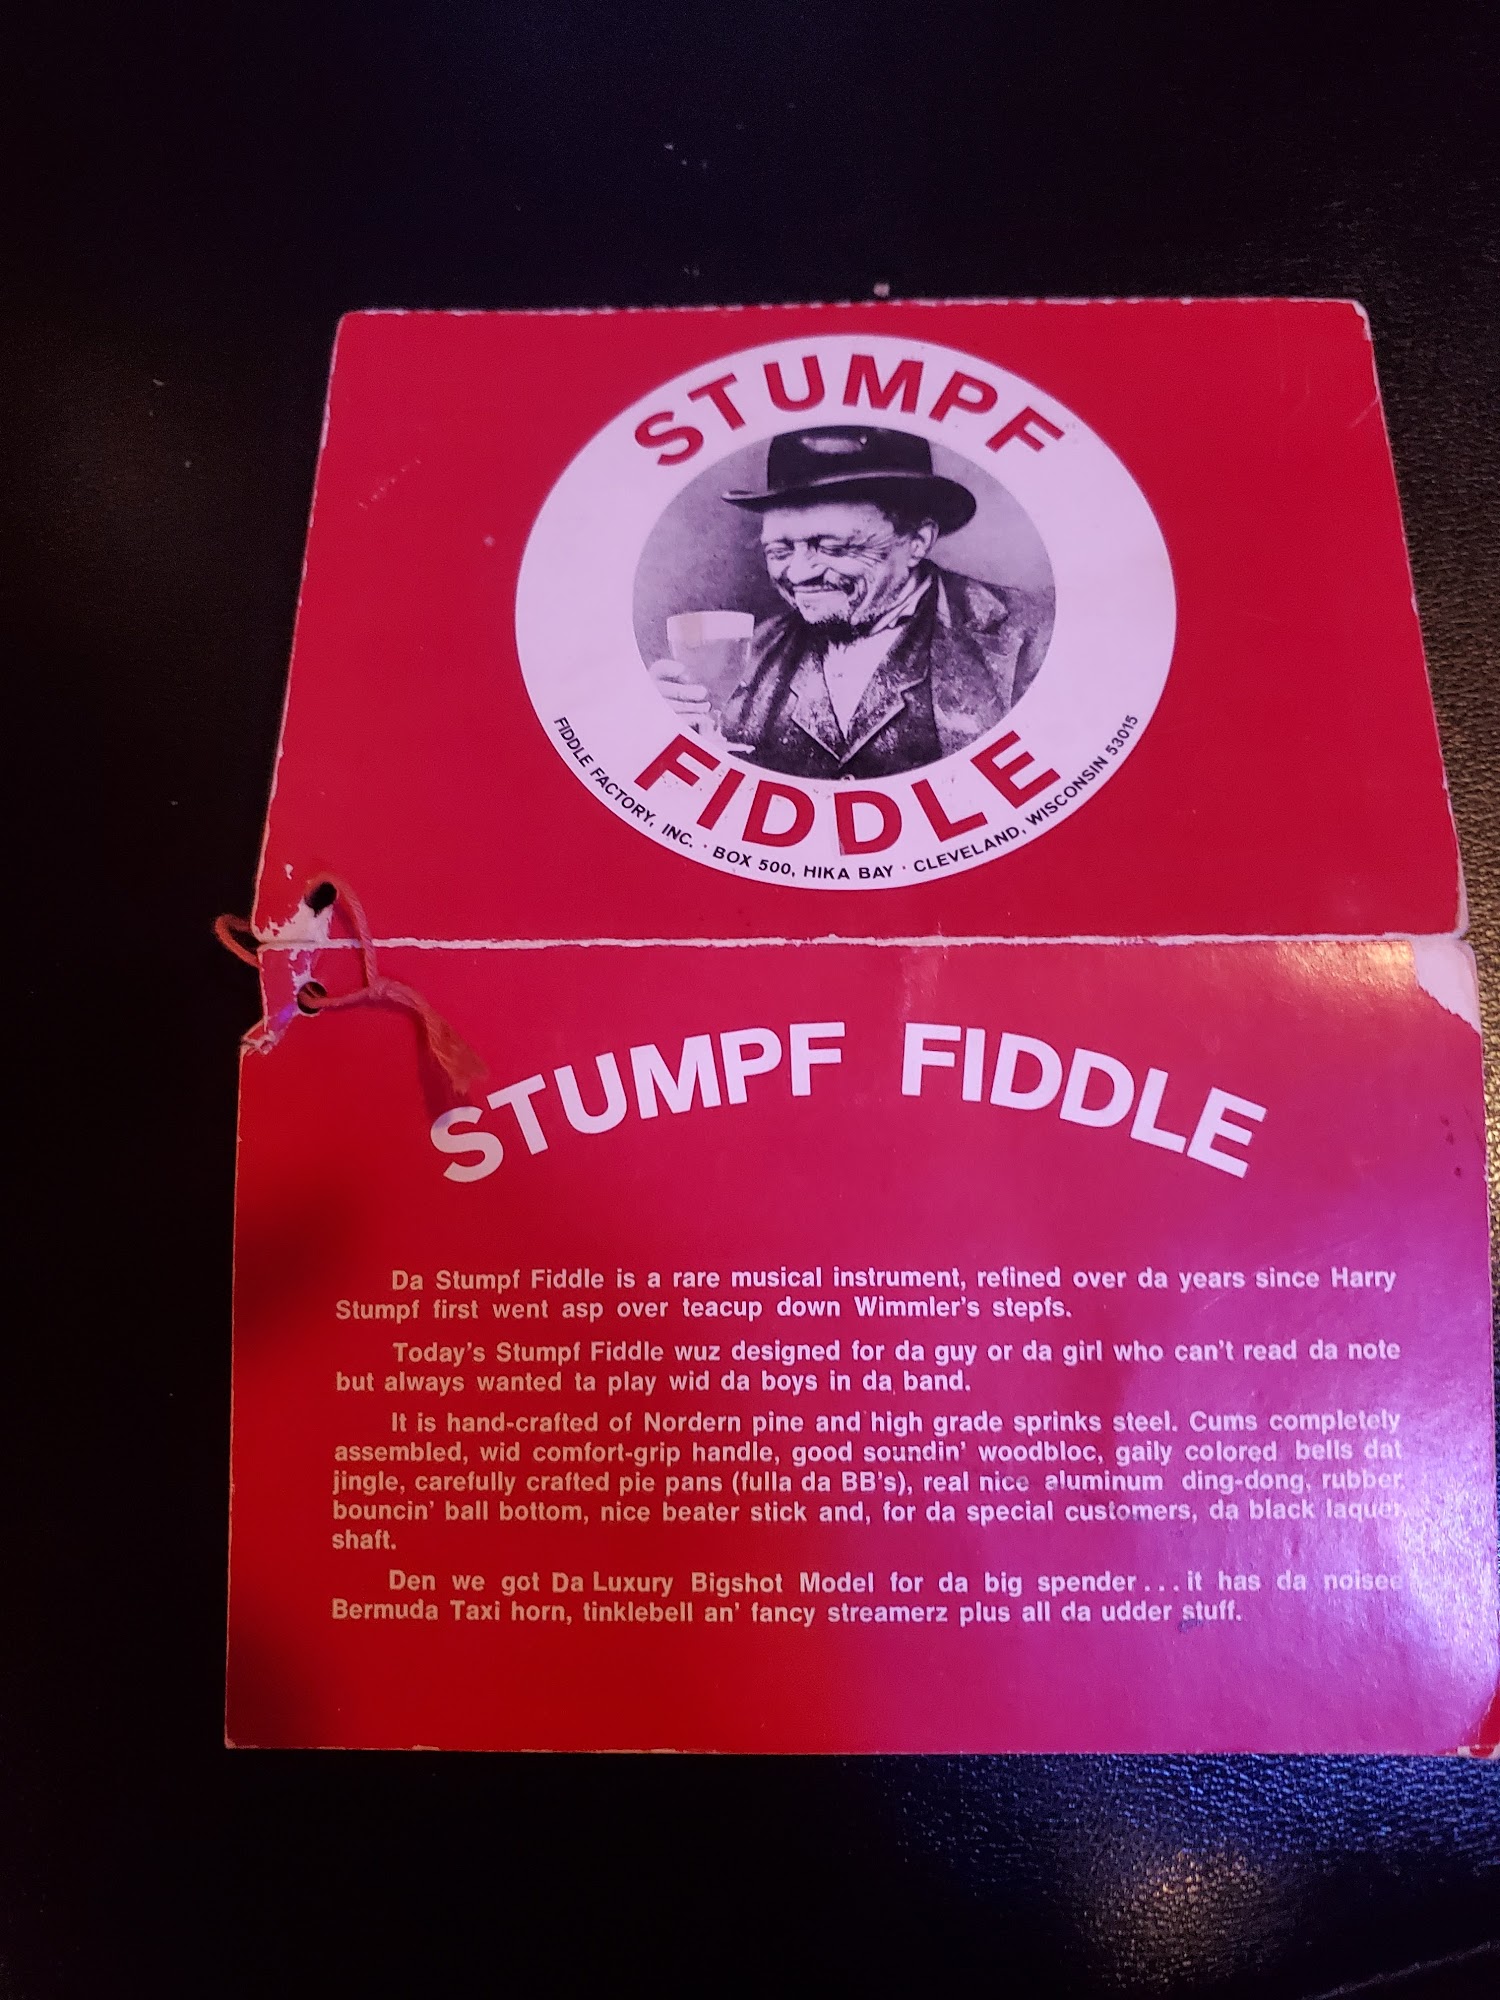 STUMPF
FIDDLE
FIDDLE FACTORY, INC. · BOX 500, HIKA BAY · CLEVELAND, WISCONSIN 53015
STUMPF FIDDLE
Da Stumpf Fiddle is a rare musical instrument, refined over da years since Harry
Stumpf first went asp over teacup down Wimmler's stepfs.
Today's Stumpf Fiddle wuz designed for da guy or da girl who can't read da note
but always wanted ta play wid da boys in da band.
It is hand-crafted of Nordern pine and high grade sprinks steel. Cums completely
assembled, wid comfort-grip handle, good soundin' woodbloc, gaily colored bells dat
jingle, carefully crafted pie pans (fulla da BB's), real nice aluminum ding-dong, rubber
bouncin' ball bottom, nice beater stick and, for da special customers, da black laquer
shaft.
Den we got Da Luxury Bigshot Model for da big spender...it has da noisee
Bermuda Taxi horn, tinklebell an' fancy streamerz plus all da udder stuff.